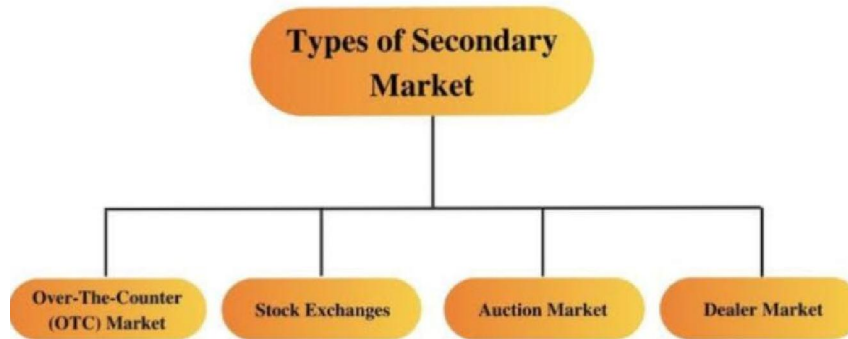 Types of Secondary
Market
Over-The-Counter
(OTC) Market
Stock Exchanges
Auction Market
Dealer Market